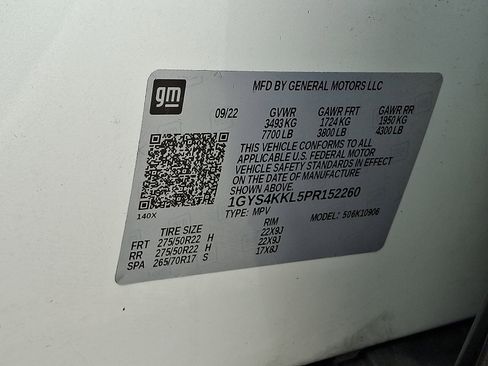 gm
MFD BY GENERAL MOTORS LLC
09/22 GVWR GAWR FRT GAWR RR
3493 KG 1724 KG 1950 KG
7700 LB 3800 LB 4300 LB
THIS VEHICLE CONFORMS TO ALL
APPLICABLE U.S. FEDERAL MOTOR
VEHICLE SAFETY STANDARDS IN EFFECT
ON THE DATE OF MANUFACTURE
SHOWN ABOVE.
1GYS4KKL5PR152260
140X TYPE: MPV MODEL: 506K10906
TIRE SIZE RIM
FRT 275/50R22 H 22X9J
RR 275/50R22 H 22X9J
SPA 265/70R17 S 17X8J